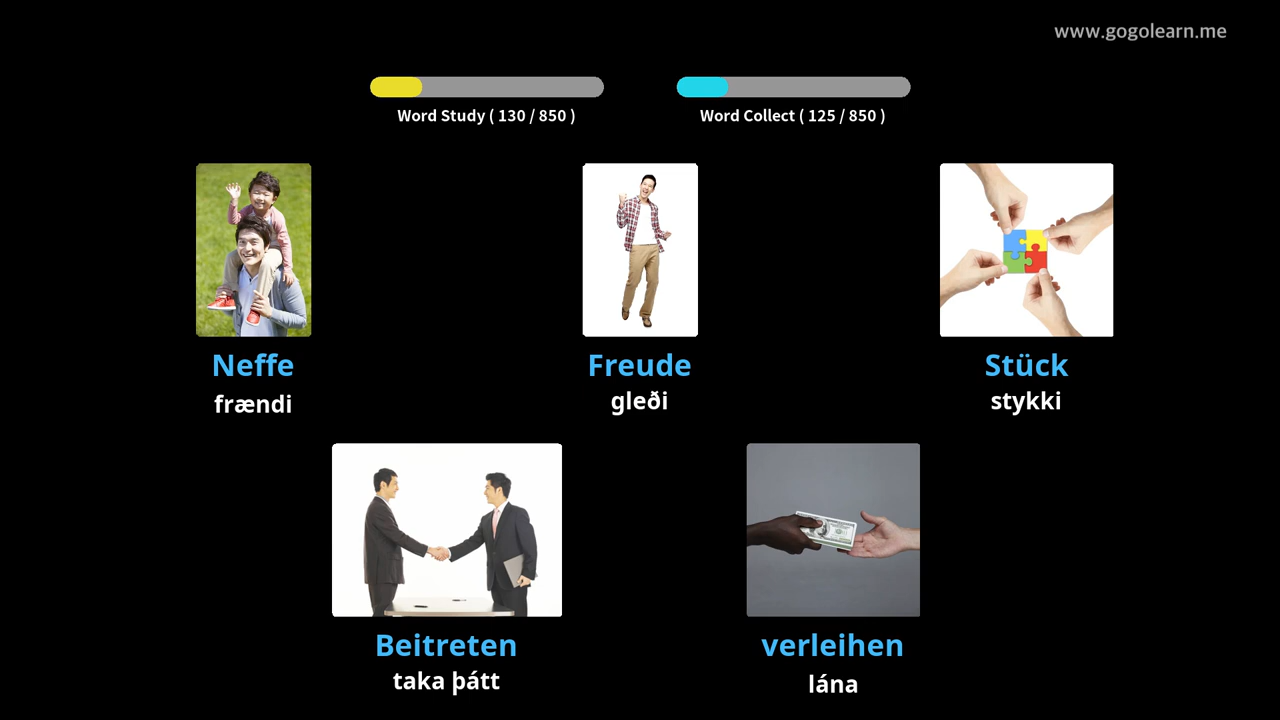 www.gogolearn.me
Word Study ( 130 / 850 )
Word Collect ( 125 / 850 )
Neffe
frændi
Freude
gleði
Stück
stykki
Beitreten
taka þátt
verleihen
lána